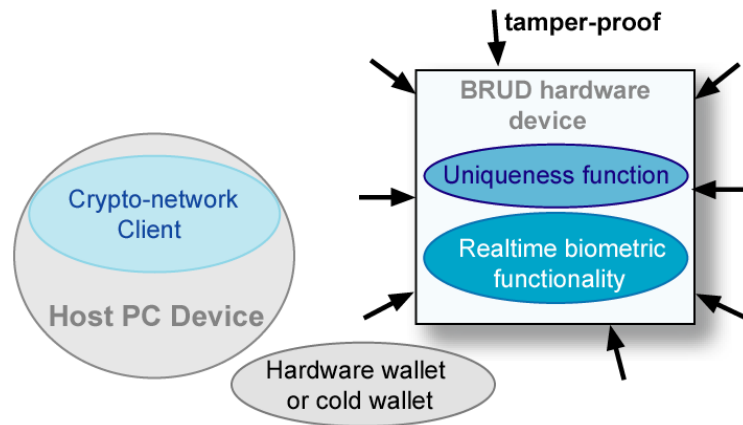 tamper-proof
BRUD hardware
device
Uniqueness function
Realtime biometric
functionality
Crypto-network
Client
Host PC Device
Hardware wallet
or cold wallet